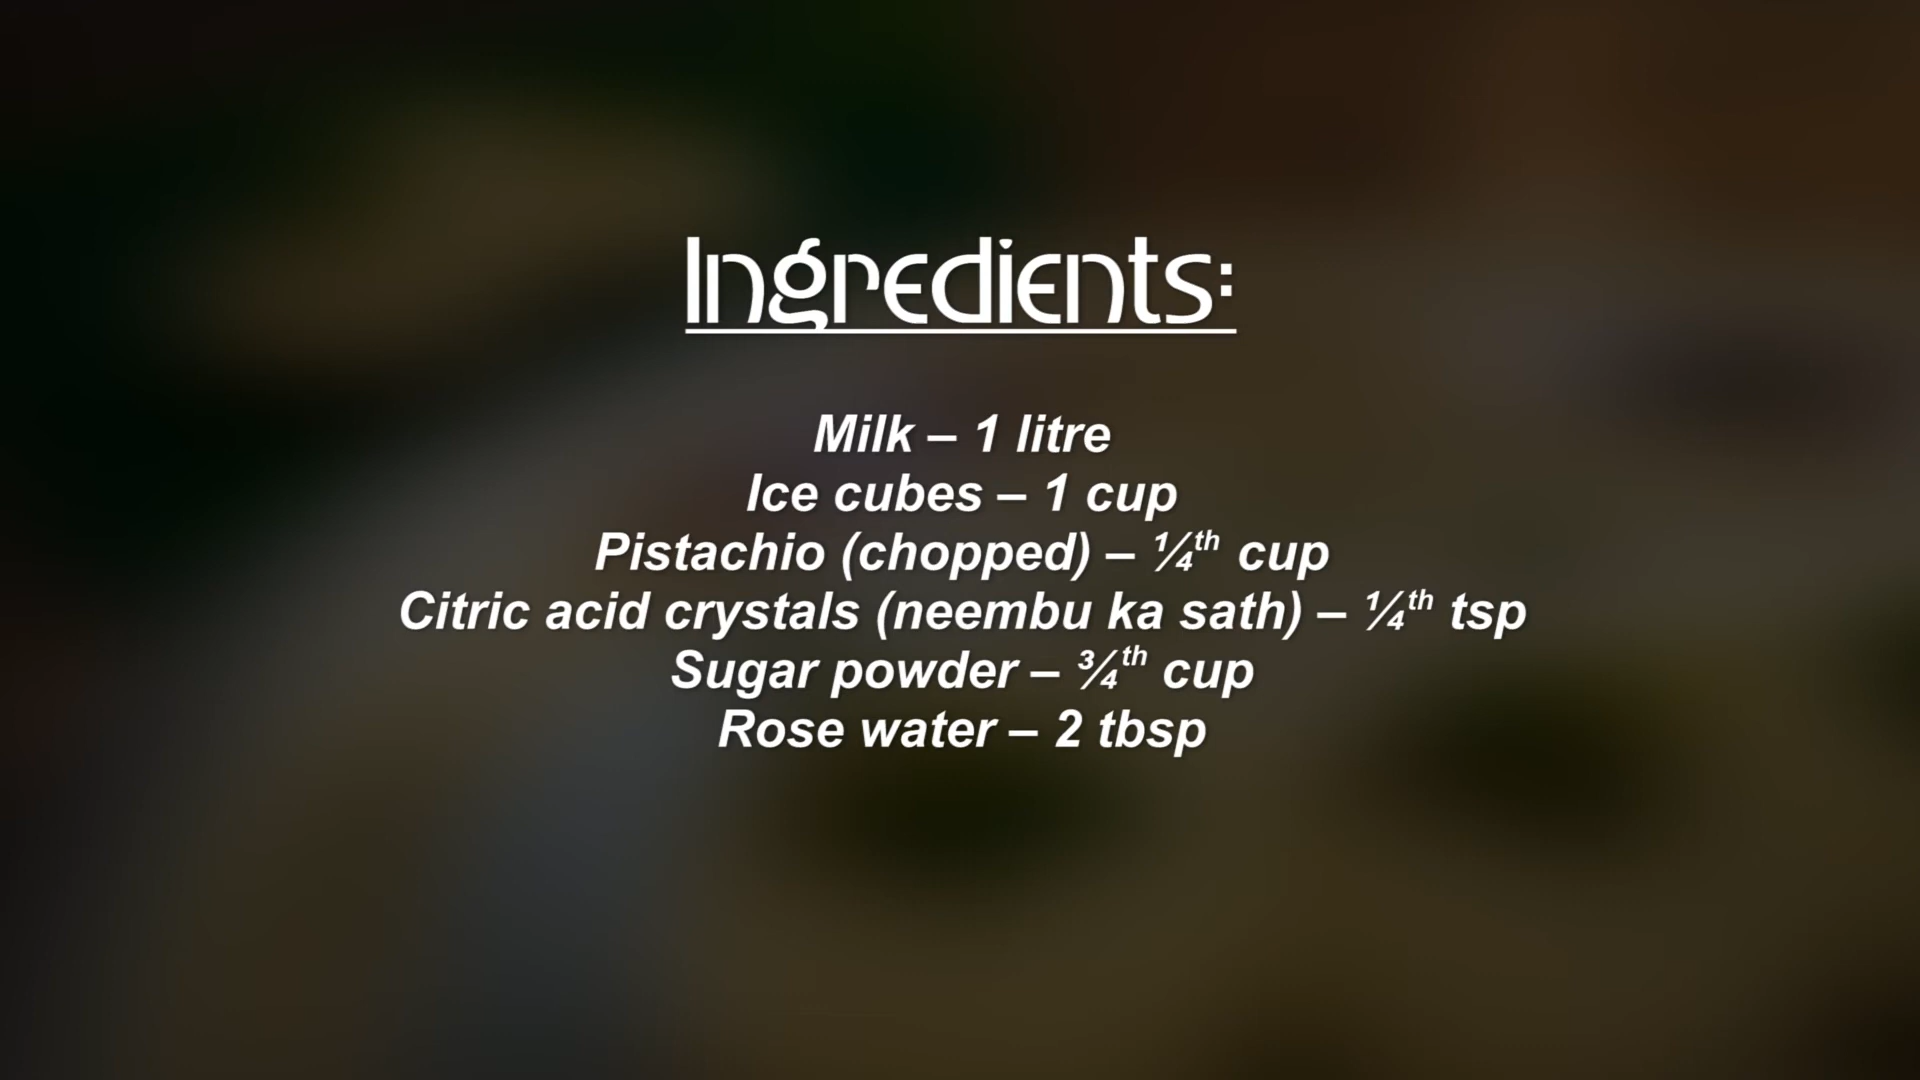 Ingredients:
Milk – 1 litre
Ice cubes – 1 cup
Pistachio (chopped) – ¼th cup
Citric acid crystals (neembu ka sath) – ¼th tsp
Sugar powder – ¾th cup
Rose water – 2 tbsp